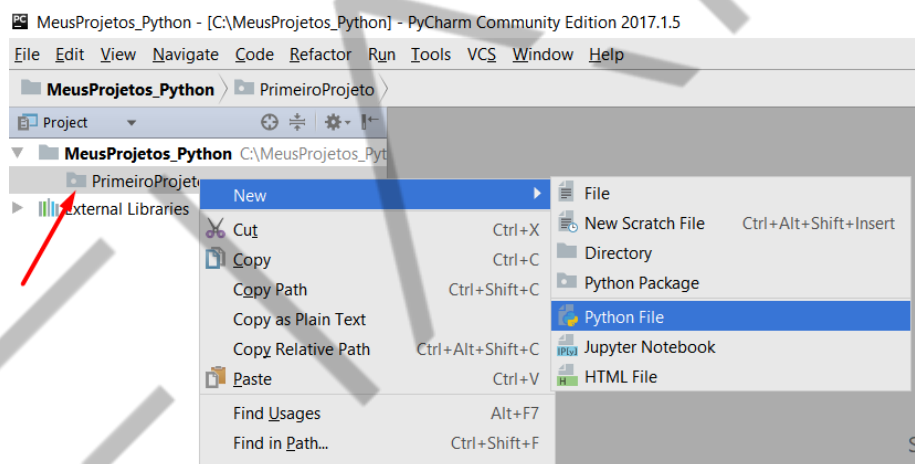 PC MeusProjetos_Python - [C:\MeusProjetos_Python] - PyCharm Community Edition 2017.1.5
File Edit View Navigate Code Refactor Run Tools VCS Window Help
MeusProjetos_Python PrimeiroProjeto
Project
MeusProjetos_Python C:\MeusProjetos_Pyt
PrimeiroProjeto
External Libraries
New
Cut Ctrl+X
Copy Ctrl+C
Copy Path Ctrl+Shift+C
Copy as Plain Text
Copy Relative Path Ctrl+Alt+Shift+C
Paste Ctrl+V
Find Usages Alt+F7
Find in Path... Ctrl+Shift+F
File
New Scratch File Ctrl+Alt+Shift+Insert
Directory
Python Package
Python File
IP[y] Jupyter Notebook
H HTML File
S